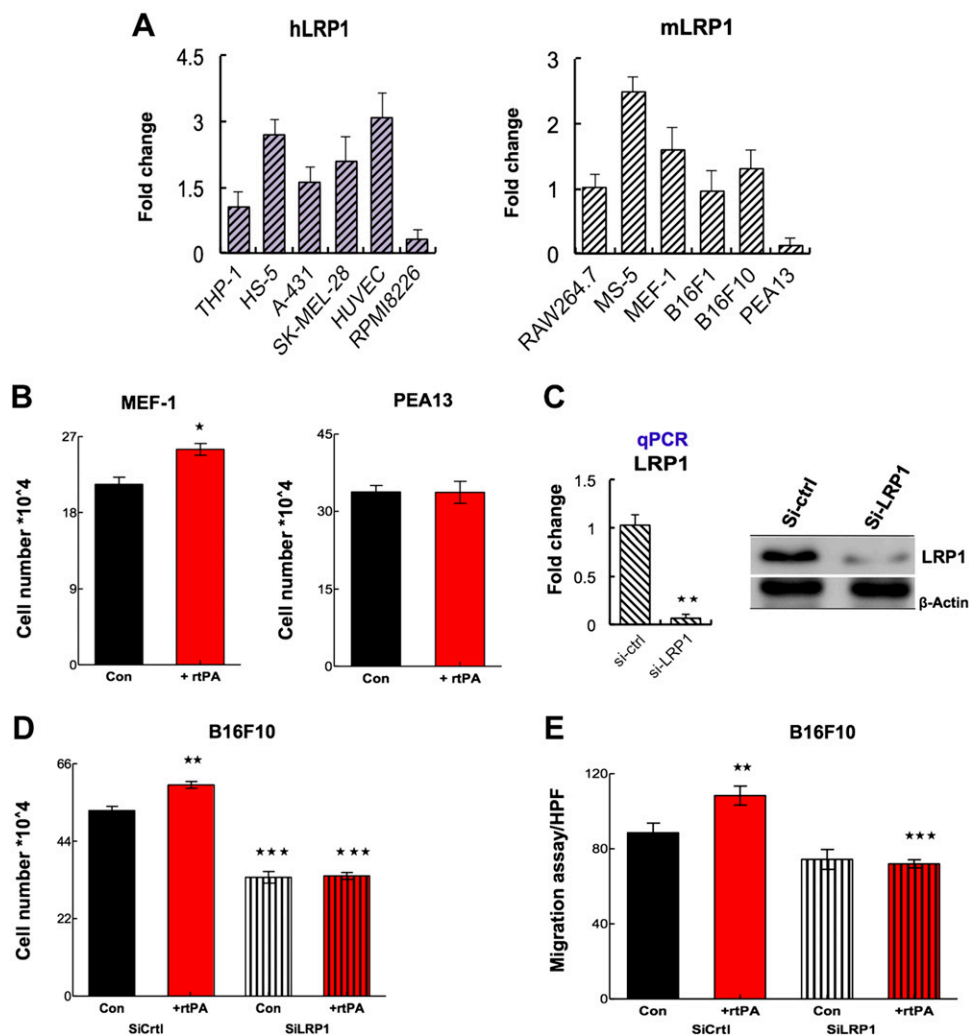 A
hLRP1
Fold change
4.5
3
1.5
0
THP-1
HS-5
A-431
SK-MEL-28
HUVEC
RPMI8226
mLRP1
Fold change
3
2
1
0
RAW264.7
MS-5
MEF-1
B16F1
B16F10
PEA13
B
MEF-1
Cell number *10^4
27
18
9
0
★
Con
+ rtPA
PEA13
Cell number *10^4
45
30
15
0
Con
+ rtPA
C
qPCR
LRP1
Fold change
1.5
1
0.5
0
★ ★
si-ctrl
si-LRP1
Si-ctrl
Si-LRP1
LRP1
β-Actin
D
B16F10
Cell number *10^4
66
44
22
0
★★
★★★
★★★
Con
+rtPA
Con
+rtPA
SiCrtl
SiLRP1
E
B16F10
Migration assay/HPF
120
80
40
0
★★
★★★
Con
+rtPA
Con
+rtPA
SiCrtl
SiLRP1